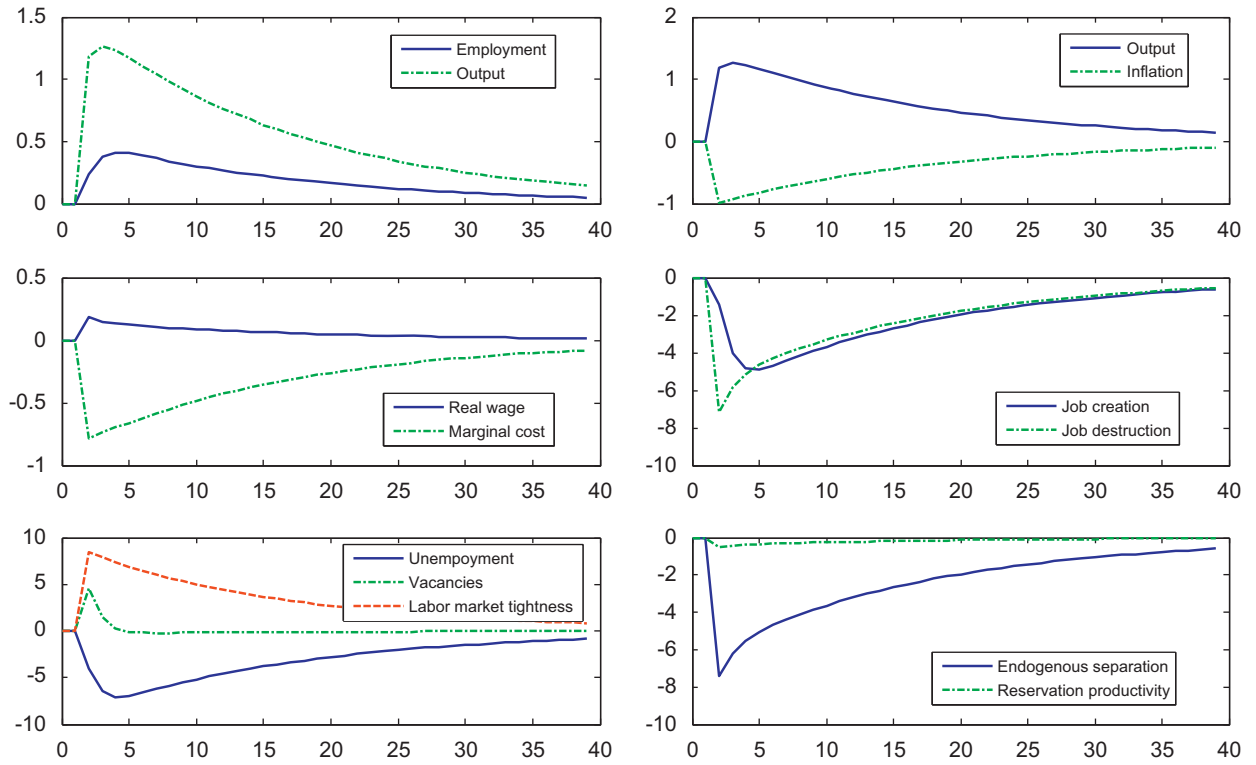 1.5
1
0.5
0
Employment
Output
0 5 10 15 20 25 30 35 40
2
1
0
-1
Output
Inflation
0 5 10 15 20 25 30 35 40
0.5
0
-0.5
-1
Real wage
Marginal cost
0 5 10 15 20 25 30 35 40
0
-2
-4
-6
-8
-10
Job creation
Job destruction
0 5 10 15 20 25 30 35 40
10
5
0
-5
-10
Unempoyment
Vacancies
Labor market tightness
0 5 10 15 20 25 30 35 40
0
-2
-4
-6
-8
-10
Endogenous separation
Reservation productivity
0 5 10 15 20 25 30 35 40